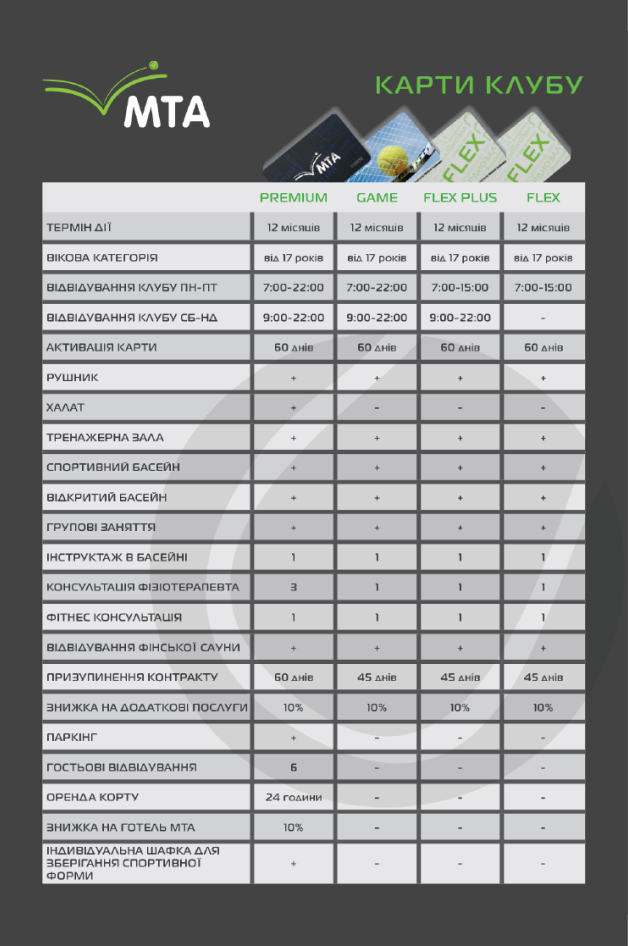 МТА
КАРТИ КЛУБУ
МТА
FLEX
FLEX
PREMIUM GAME FLEX PLUS FLEX
ТЕРМІН ДІЇ 12 місяців 12 місяців 12 місяців 12 місяців
ВІКОВА КАТЕГОРІЯ від 17 років від 17 років від 17 років від 17 років
ВІДВІДУВАННЯ КЛУБУ ПН-ПТ 7:00-22:00 7:00-22:00 7:00-15:00 7:00-15:00
ВІДВІДУВАННЯ КЛУБУ СБ-НД 9:00-22:00 9:00-22:00 9:00-22:00 -
АКТИВАЦІЯ КАРТИ 60 днів 60 днів 60 днів 60 днів
РУШНИК + + + +
ХАЛАТ + - - -
ТРЕНАЖЕРНА ЗАЛА + + + +
СПОРТИВНИЙ БАСЕЙН + + + +
ВІДКРИТИЙ БАСЕЙН + + + +
ГРУПОВІ ЗАНЯТТЯ + + + +
ІНСТРУКТАЖ В БАСЕЙНІ 1 1 1 1
КОНСУЛЬТАЦІЯ ФІЗІОТЕРАПЕВТА 3 1 1 1
ФІТНЕС КОНСУЛЬТАЦІЯ 1 1 1 1
ВІДВІДУВАННЯ ФІНСЬКОЇ САУНИ + + + +
ПРИЗУПИНЕННЯ КОНТРАКТУ 60 днів 45 днів 45 днів 45 днів
ЗНИЖКА НА ДОДАТКОВІ ПОСЛУГИ 10% 10% 10% 10%
ПАРКІНГ + - - -
ГОСТЬОВІ ВІДВІДУВАННЯ 6 - - -
ОРЕНДА КОРТУ 24 години - - -
ЗНИЖКА НА ГОТЕЛЬ МТА 10% - - -
ІНДИВІДУАЛЬНА ШАФКА ДЛЯ
ЗБЕРІГАННЯ СПОРТИВНОЇ + - - -
ФОРМИ